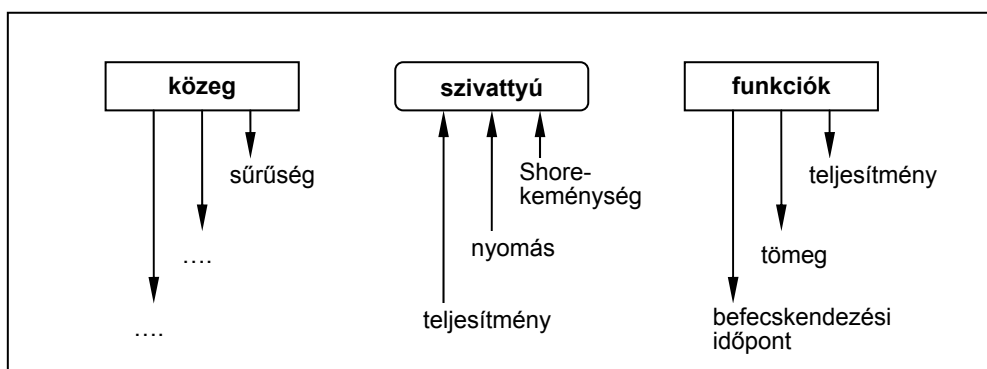 közeg
szivattyú
funkciók
sűrűség
Shore-
keménység
teljesítmény
….
nyomás
tömeg
….
teljesítmény
befecskendezési
időpont